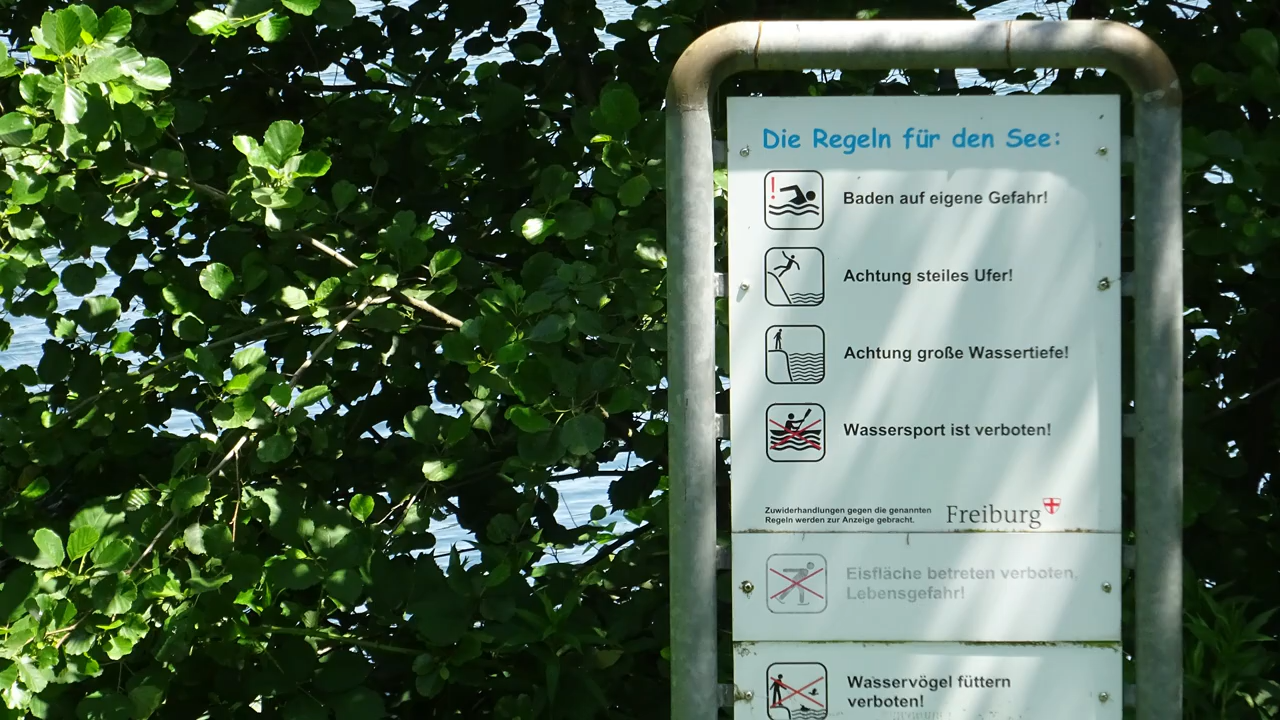 Die Regeln für den See:
Baden auf eigene Gefahr!
Achtung steiles Ufer!
Achtung große Wassertiefe!
Wassersport ist verboten!
Zuwiderhandlungen gegen die genannten
Regeln werden zur Anzeige gebracht.
Freiburg
Eisfläche betreten verboten,
Lebensgefahr!
Wasservögel füttern
verboten!